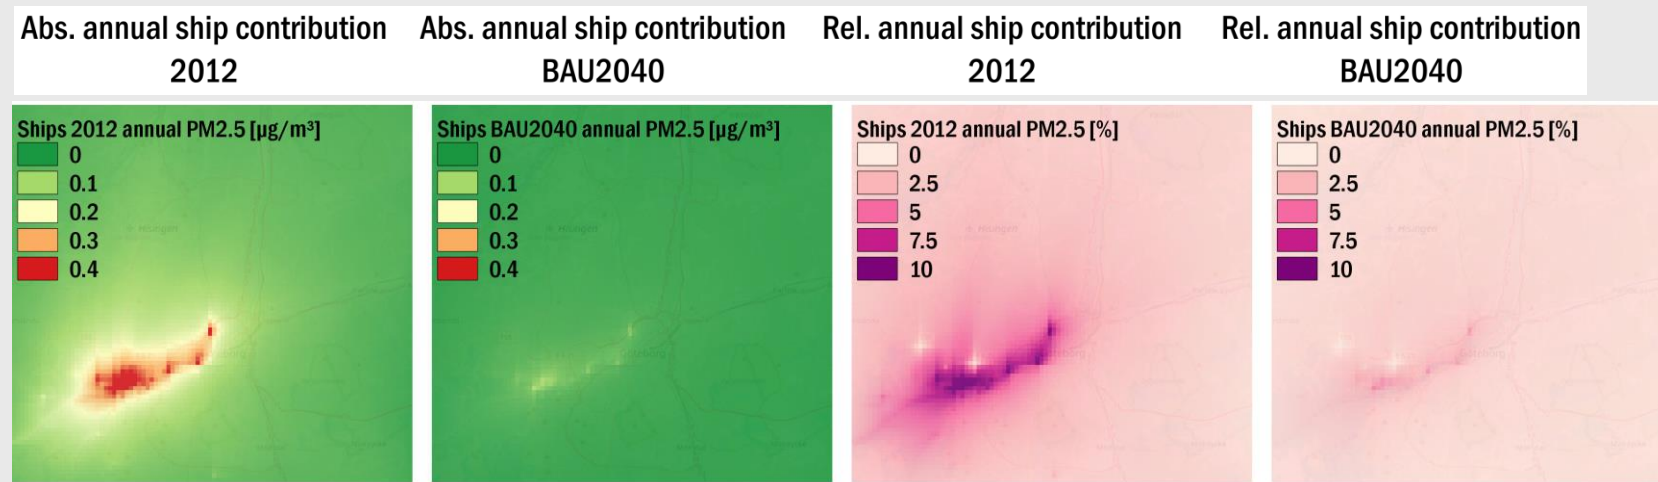 Abs. annual ship contribution
2012
Abs. annual ship contribution
BAU2040
Rel. annual ship contribution
2012
Rel. annual ship contribution
BAU2040
Ships 2012 annual PM2.5 [µg/m³]
0
0.1
0.2
0.3
0.4
Ships BAU2040 annual PM2.5 [µg/m³]
0
0.1
0.2
0.3
0.4
Ships 2012 annual PM2.5 [%]
0
2.5
5
7.5
10
Ships BAU2040 annual PM2.5 [%]
0
2.5
5
7.5
10